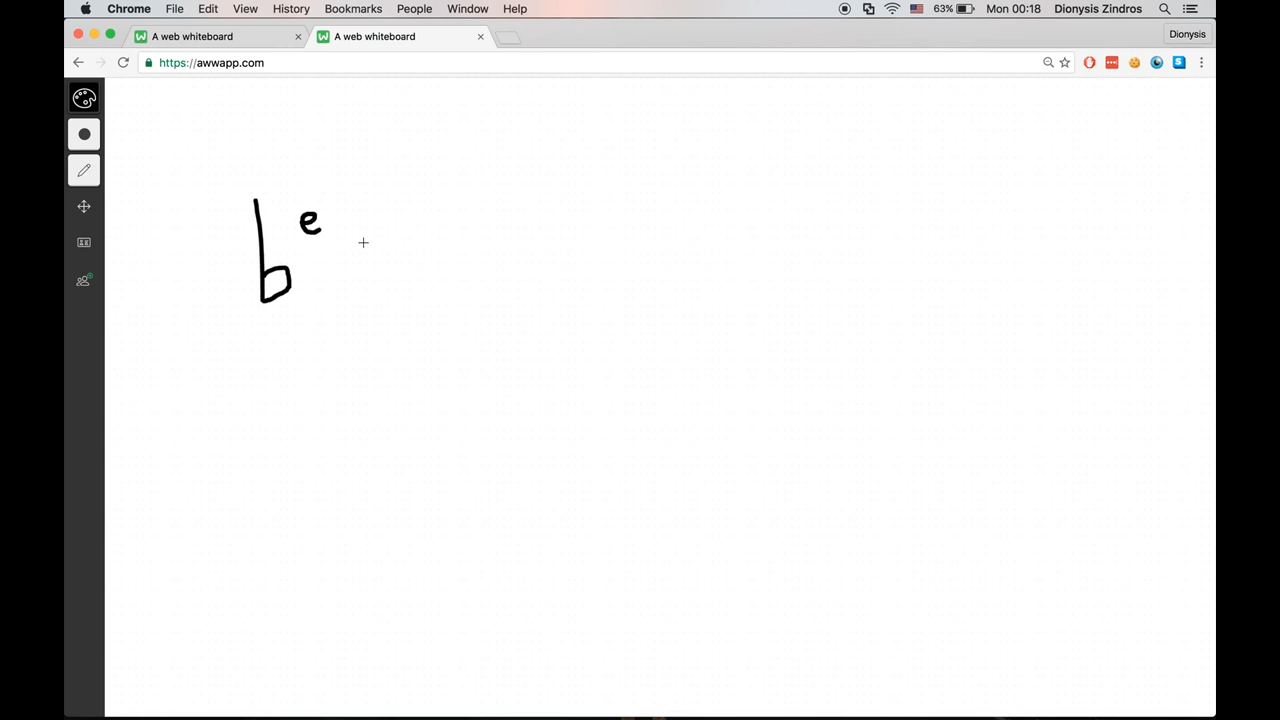 Chrome File Edit View History Bookmarks People Window Help 63% Mon 00:18 Dionysis Zindros
A web whiteboard A web whiteboard Dionysis
https://awwapp.com
b e